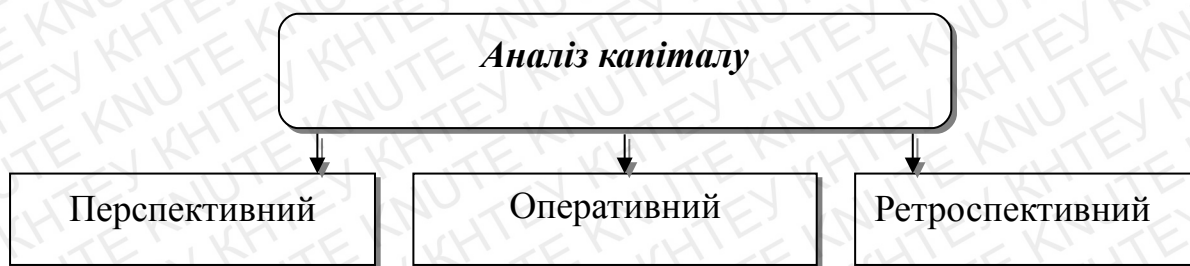 Аналіз капіталу
Перспективний
Оперативний
Ретроспективний